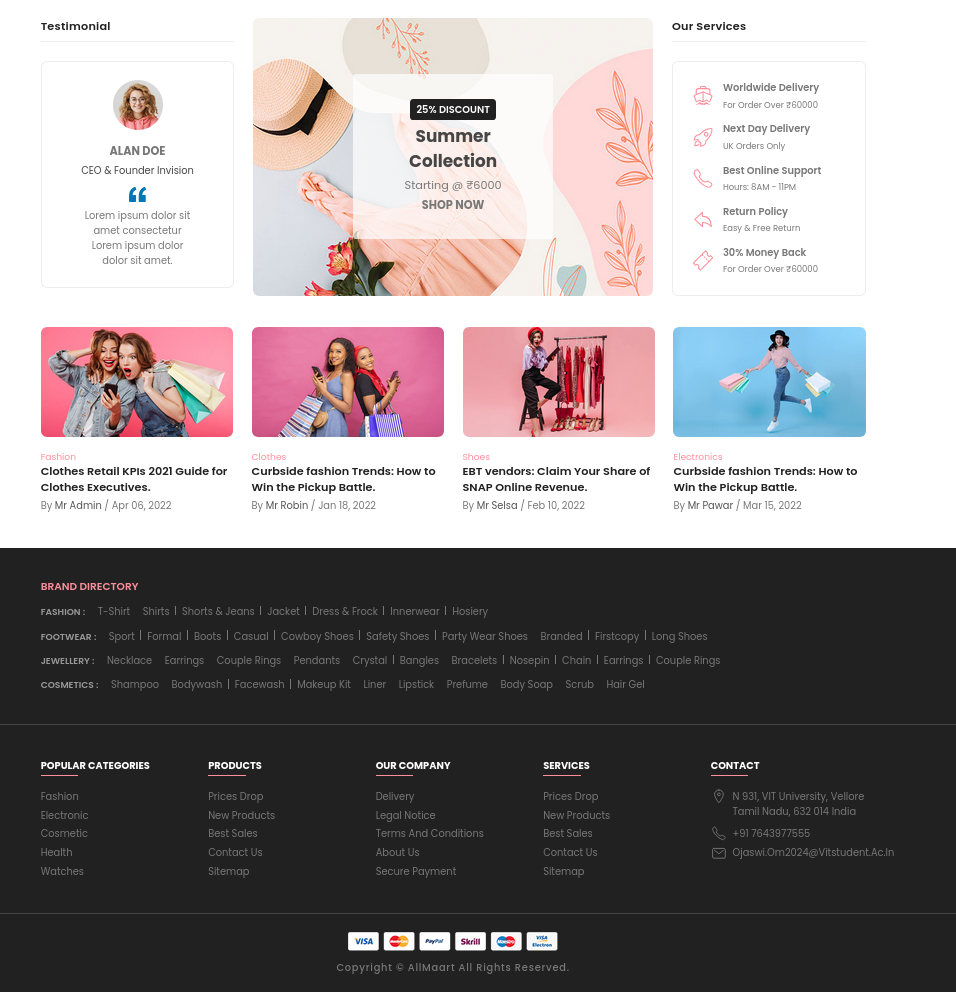 Testimonial
ALAN DOE
CEO & Founder Invision
Lorem ipsum dolor sit
amet consectetur
Lorem ipsum dolor
dolor sit amet.
25% DISCOUNT
Summer
Collection
Starting @ ₹6000
SHOP NOW
Our Services
Worldwide Delivery
For Order Over ₹60000
Next Day Delivery
UK Orders Only
Best Online Support
Hours: 8AM - 11PM
Return Policy
Easy & Free Return
30% Money Back
For Order Over ₹60000
Fashion
Clothes Retail KPIs 2021 Guide for
Clothes Executives.
By Mr Admin / Apr 06, 2022
Clothes
Curbside fashion Trends: How to
Win the Pickup Battle.
By Mr Robin / Jan 18, 2022
Shoes
EBT vendors: Claim Your Share of
SNAP Online Revenue.
By Mr Selsa / Feb 10, 2022
Electronics
Curbside fashion Trends: How to
Win the Pickup Battle.
By Mr Pawar / Mar 15, 2022
BRAND DIRECTORY
FASHION : T-Shirt Shirts | Shorts & Jeans | Jacket | Dress & Frock | Innerwear | Hosiery
FOOTWEAR : Sport | Formal | Boots | Casual | Cowboy Shoes | Safety Shoes | Party Wear Shoes Branded | Firstcopy | Long Shoes
JEWELLERY : Necklace Earrings Couple Rings Pendants Crystal | Bangles Bracelets | Nosepin | Chain | Earrings | Couple Rings
COSMETICS : Shampoo Bodywash | Facewash | Makeup Kit Liner Lipstick Prefume Body Soap Scrub Hair Gel
POPULAR CATEGORIES
Fashion
Electronic
Cosmetic
Health
Watches
PRODUCTS
Prices Drop
New Products
Best Sales
Contact Us
Sitemap
OUR COMPANY
Delivery
Legal Notice
Terms And Conditions
About Us
Secure Payment
SERVICES
Prices Drop
New Products
Best Sales
Contact Us
Sitemap
CONTACT
N 931, VIT University, Vellore
Tamil Nadu, 632 014 India
+91 7643977555
Ojaswi.Om2024@Vitstudent.Ac.In
VISA MasterCard PayPal Skrill Maestro VISA Electron
Copyright © AllMaart All Rights Reserved.